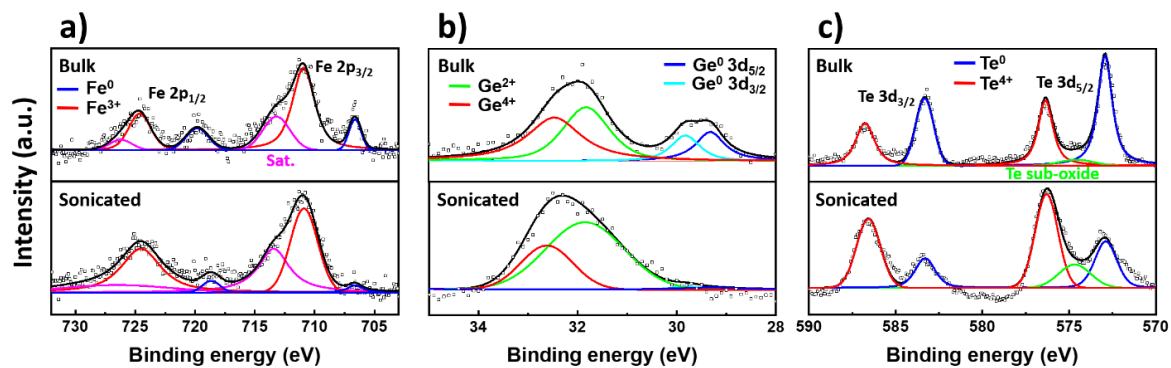 a)
Bulk
Fe⁰
Fe³⁺
Fe 2p₁/₂
Fe 2p₃/₂
Sat.
Sonicated
730 725 720 715 710 705
Binding energy (eV)
Intensity (a.u.)
b)
Bulk
Ge²⁺
Ge⁴⁺
Ge⁰ 3d₅/₂
Ge⁰ 3d₃/₂
Sonicated
34 32 30 28
Binding energy (eV)
c)
Bulk
Te⁰
Te⁴⁺
Te 3d₃/₂
Te 3d₅/₂
Te sub-oxide
Sonicated
590 585 580 575 570
Binding energy (eV)